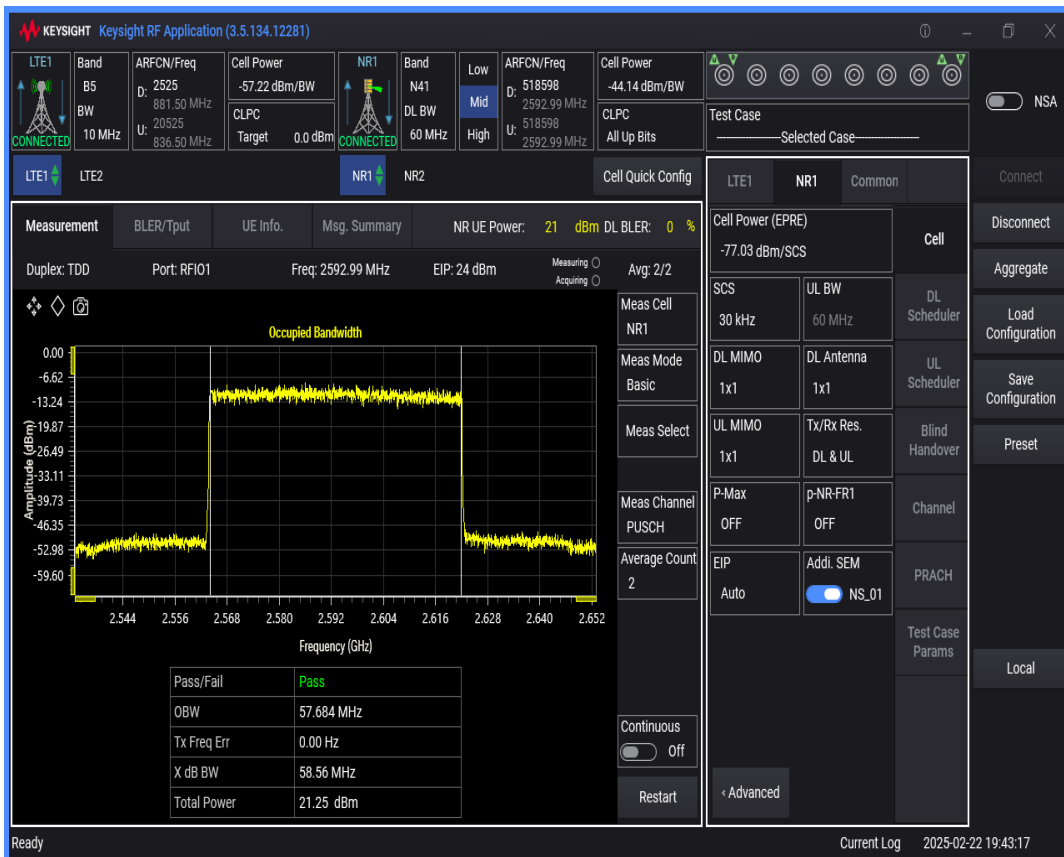 KEYSIGHT Keysight RF Application (3.5.134.12281)
LTE1
CONNECTED
Band
B5
BW
10 MHz
ARFCN/Freq
D: 2525
881.50 MHz
U: 20525
836.50 MHz
Cell Power
-57.22 dBm/BW
CLPC
Target 0.0 dBm
NR1
CONNECTED
Band
N41
DL BW
60 MHz
Low
Mid
High
ARFCN/Freq
D: 518598
2592.99 MHz
U: 518598
2592.99 MHz
Cell Power
-44.14 dBm/BW
CLPC
All Up Bits
Test Case
Selected Case
NSA
LTE1 LTE2 NR1 NR2 Cell Quick Config
Measurement BLER/Tput UE Info. Msg. Summary NR UE Power: 21 dBm DL BLER: 0 %
Duplex: TDD Port: RFIO1 Freq: 2592.99 MHz EIP: 24 dBm Measuring Avg: 2/2
Acquiring
Occupied Bandwidth
Amplitude (dBm)
0.00
-6.62
-13.24
-19.87
-26.49
-33.11
-39.73
-46.35
-52.98
-59.60
2.544 2.556 2.568 2.580 2.592 2.604 2.616 2.628 2.640 2.652
Frequency (GHz)
Pass/Fail Pass
OBW 57.684 MHz
Tx Freq Err 0.00 Hz
X dB BW 58.56 MHz
Total Power 21.25 dBm
Meas Cell
NR1
Meas Mode
Basic
Meas Select
Meas Channel
PUSCH
Average Count
2
Continuous
Off
Restart
LTE1 NR1 Common
Cell Power (EPRE)
-77.03 dBm/SCS
SCS
30 kHz
UL BW
60 MHz
DL MIMO
1x1
DL Antenna
1x1
UL MIMO
1x1
Tx/Rx Res.
DL & UL
P-Max
OFF
p-NR-FR1
OFF
EIP
Auto
Addi. SEM
NS_01
‹ Advanced
Cell
DL
Scheduler
UL
Scheduler
Blind
Handover
Channel
PRACH
Test Case
Params
Connect
Disconnect
Aggregate
Load
Configuration
Save
Configuration
Preset
Local
Ready Current Log 2025-02-22 19:43:17